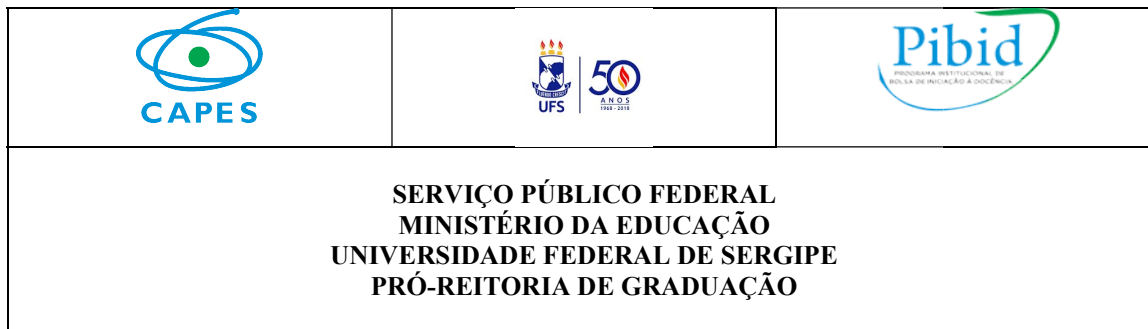 CAPES
UFS
50
ANOS
1968 - 2018
Pibid
PROGRAMA INSTITUCIONAL DE
BOLSA DE INICIAÇÃO À DOCÊNCIA
SERVIÇO PÚBLICO FEDERAL
MINISTÉRIO DA EDUCAÇÃO
UNIVERSIDADE FEDERAL DE SERGIPE
PRÓ-REITORIA DE GRADUAÇÃO